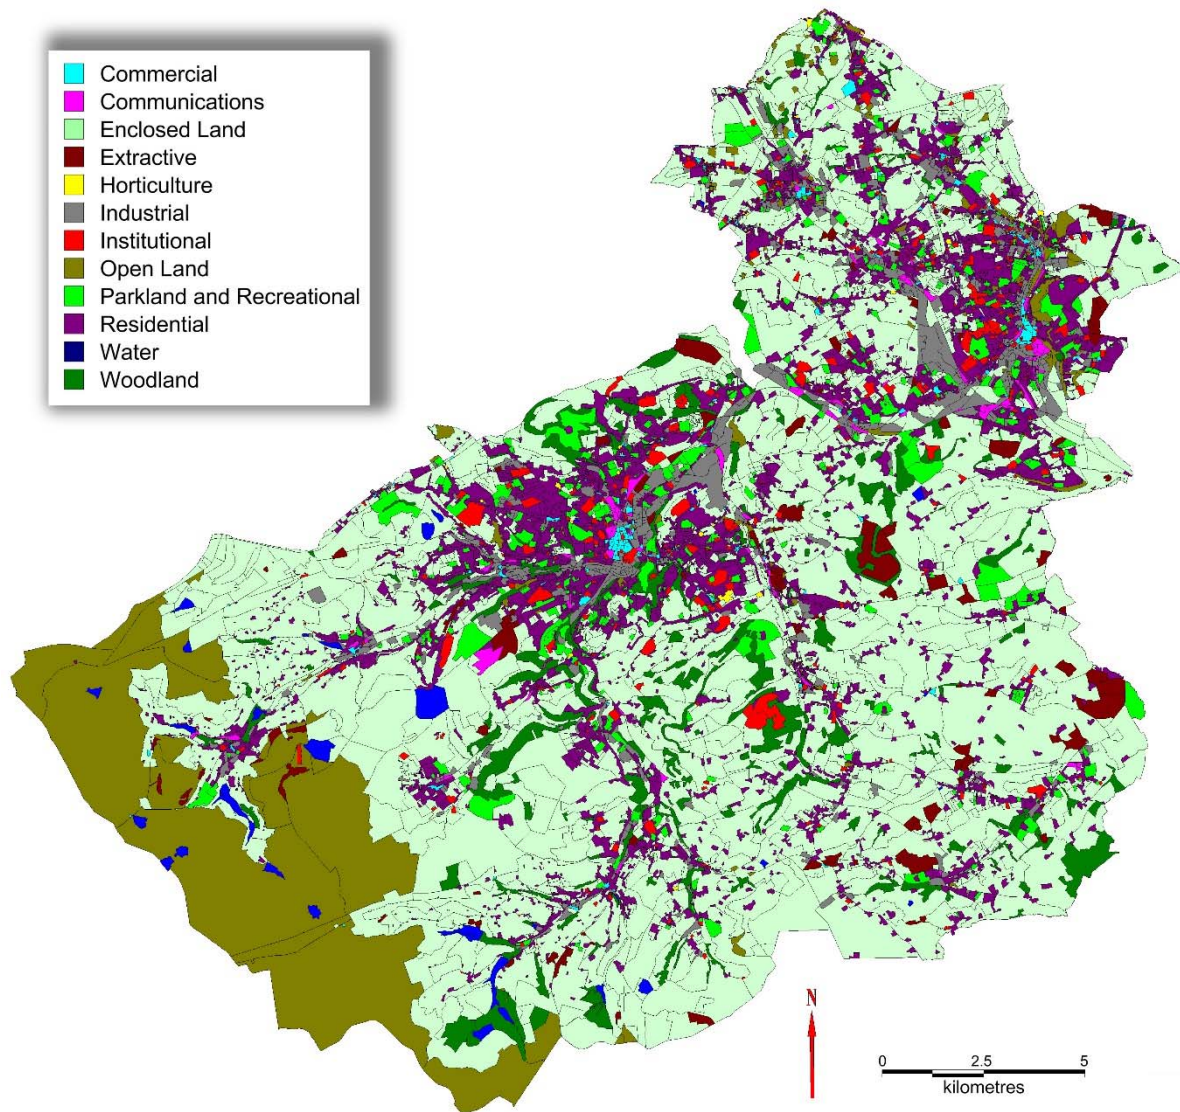 Commercial
Communications
Enclosed Land
Extractive
Horticulture
Industrial
Institutional
Open Land
Parkland and Recreational
Residential
Water
Woodland
N
0 2.5 5
kilometres